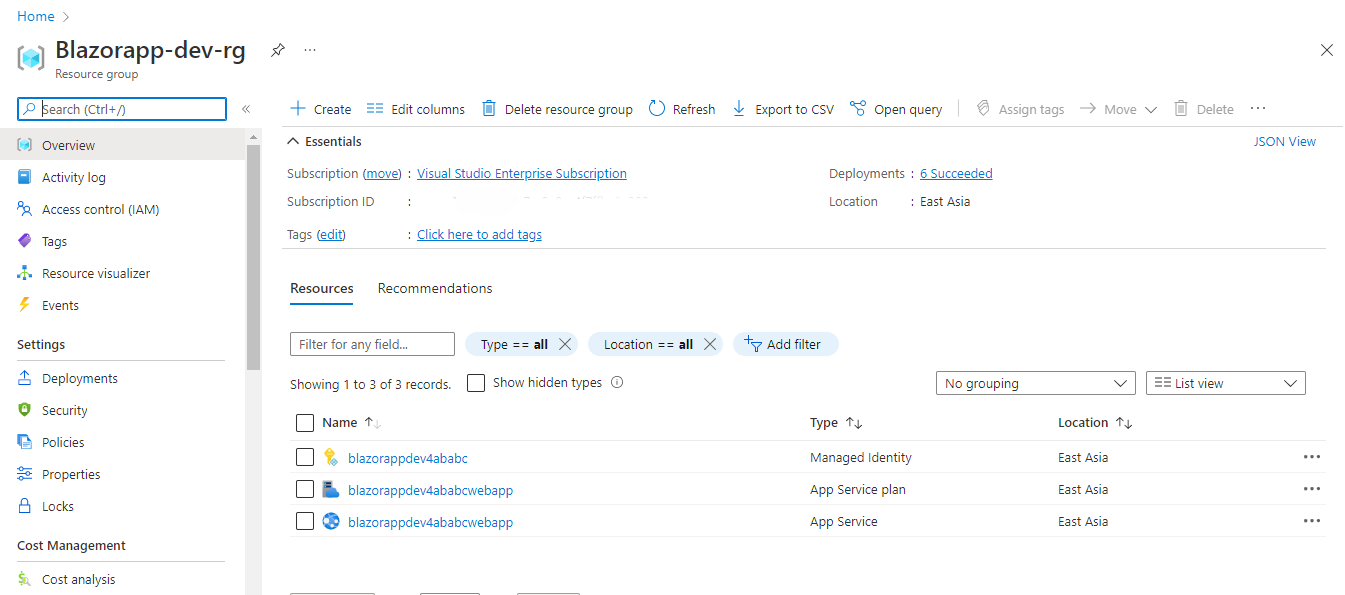 Home
Blazorapp-dev-rg
Resource group
Search (Ctrl+/)
Create Edit columns Delete resource group Refresh Export to CSV Open query Assign tags Move Delete
Overview
Activity log
Access control (IAM)
Tags
Resource visualizer
Events
Settings
Deployments
Security
Policies
Properties
Locks
Cost Management
Cost analysis
Essentials JSON View
Subscription (move) : Visual Studio Enterprise Subscription Deployments : 6 Succeeded
Subscription ID : Location : East Asia
Tags (edit) : Click here to add tags
Resources Recommendations
Filter for any field... Type == all Location == all Add filter
Showing 1 to 3 of 3 records. Show hidden types No grouping List view
Name Type Location
blazorappdev4ababc Managed Identity East Asia
blazorappdev4ababcwebapp App Service plan East Asia
blazorappdev4ababcwebapp App Service East Asia